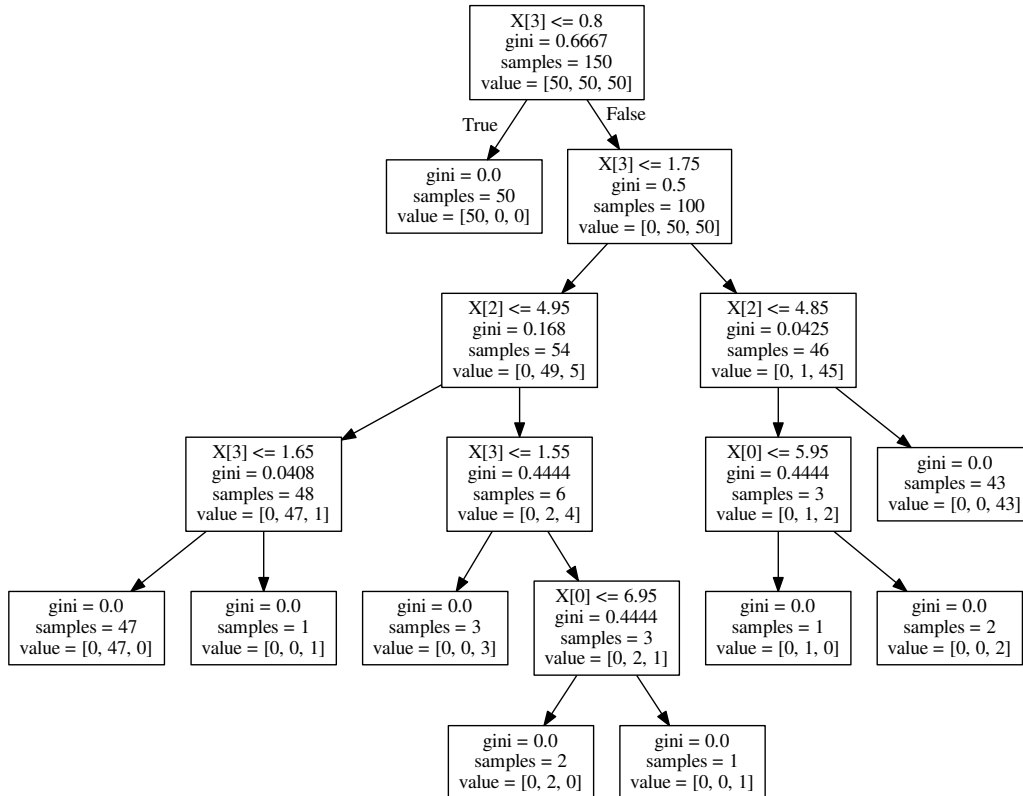 X[3] <= 0.8
gini = 0.6667
samples = 150
value = [50, 50, 50]
True
False
gini = 0.0
samples = 50
value = [50, 0, 0]
X[3] <= 1.75
gini = 0.5
samples = 100
value = [0, 50, 50]
X[2] <= 4.95
gini = 0.168
samples = 54
value = [0, 49, 5]
X[2] <= 4.85
gini = 0.0425
samples = 46
value = [0, 1, 45]
X[3] <= 1.65
gini = 0.0408
samples = 48
value = [0, 47, 1]
X[3] <= 1.55
gini = 0.4444
samples = 6
value = [0, 2, 4]
X[0] <= 5.95
gini = 0.4444
samples = 3
value = [0, 1, 2]
gini = 0.0
samples = 43
value = [0, 0, 43]
gini = 0.0
samples = 47
value = [0, 47, 0]
gini = 0.0
samples = 1
value = [0, 0, 1]
gini = 0.0
samples = 3
value = [0, 0, 3]
X[0] <= 6.95
gini = 0.4444
samples = 3
value = [0, 2, 1]
gini = 0.0
samples = 1
value = [0, 1, 0]
gini = 0.0
samples = 2
value = [0, 0, 2]
gini = 0.0
samples = 2
value = [0, 2, 0]
gini = 0.0
samples = 1
value = [0, 0, 1]